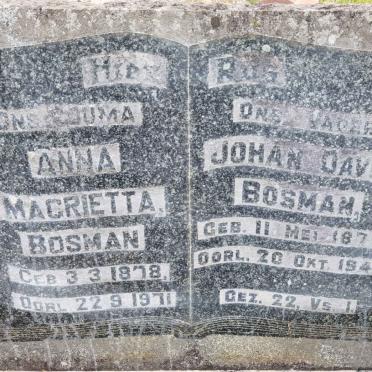 Hier Rus
Ons Ouma
Anna
Magrietta
Bosman
Geb 3.3.1878.
Oorl. 22.9.1971
Ons
Johan Dav
Bosman,
Geb. 11. Mei. 187
Oorl. 20 Okt. 194
Gez. 22. Vs. 1